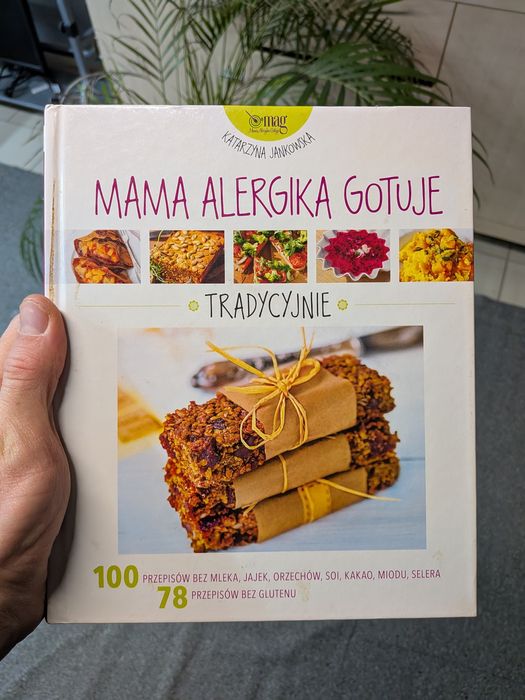 mag
KATARZYNA JANKOWSKA
MAMA ALERGIKA GOTUJE
TRADYCYJNIE
100 PRZEPISÓW BEZ MLEKA, JAJEK, ORZECHÓW, SOI, KAKAO, MIODU, SELERA
78 PRZEPISÓW BEZ GLUTENU